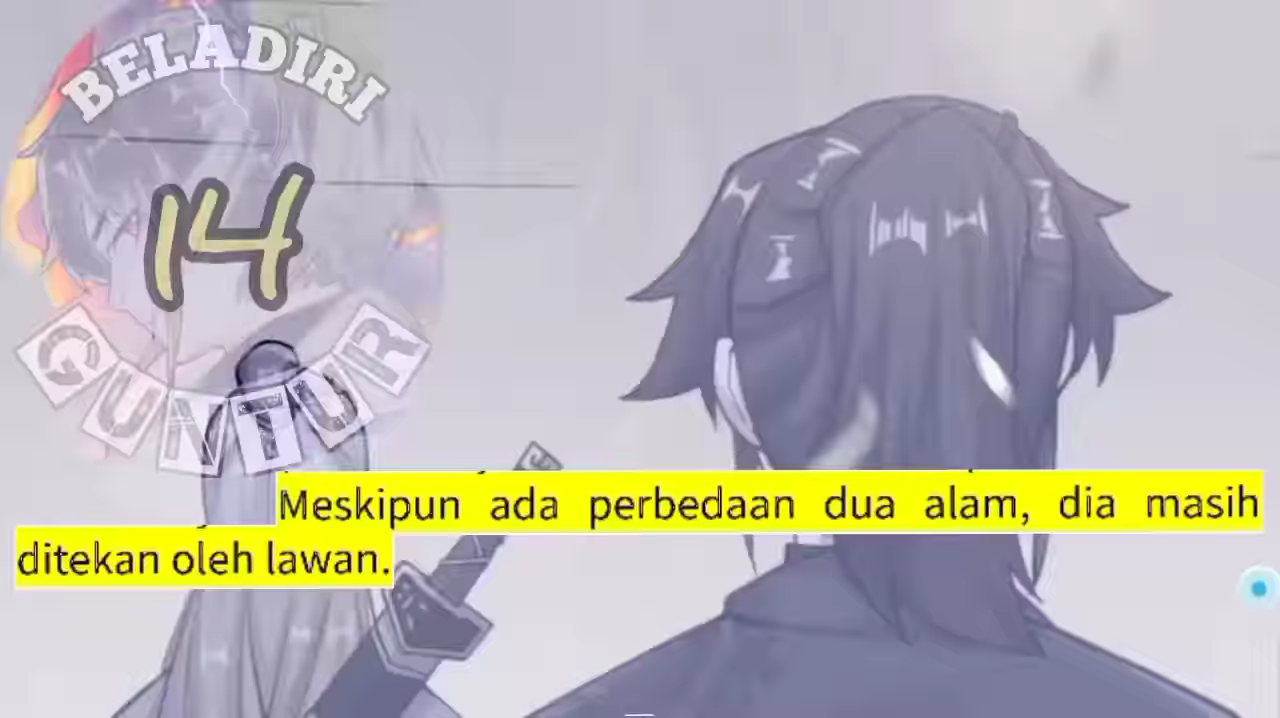 BELADIRI
14
GUNTUR
Meskipun ada perbedaan dua alam, dia masih
ditekan oleh lawan.